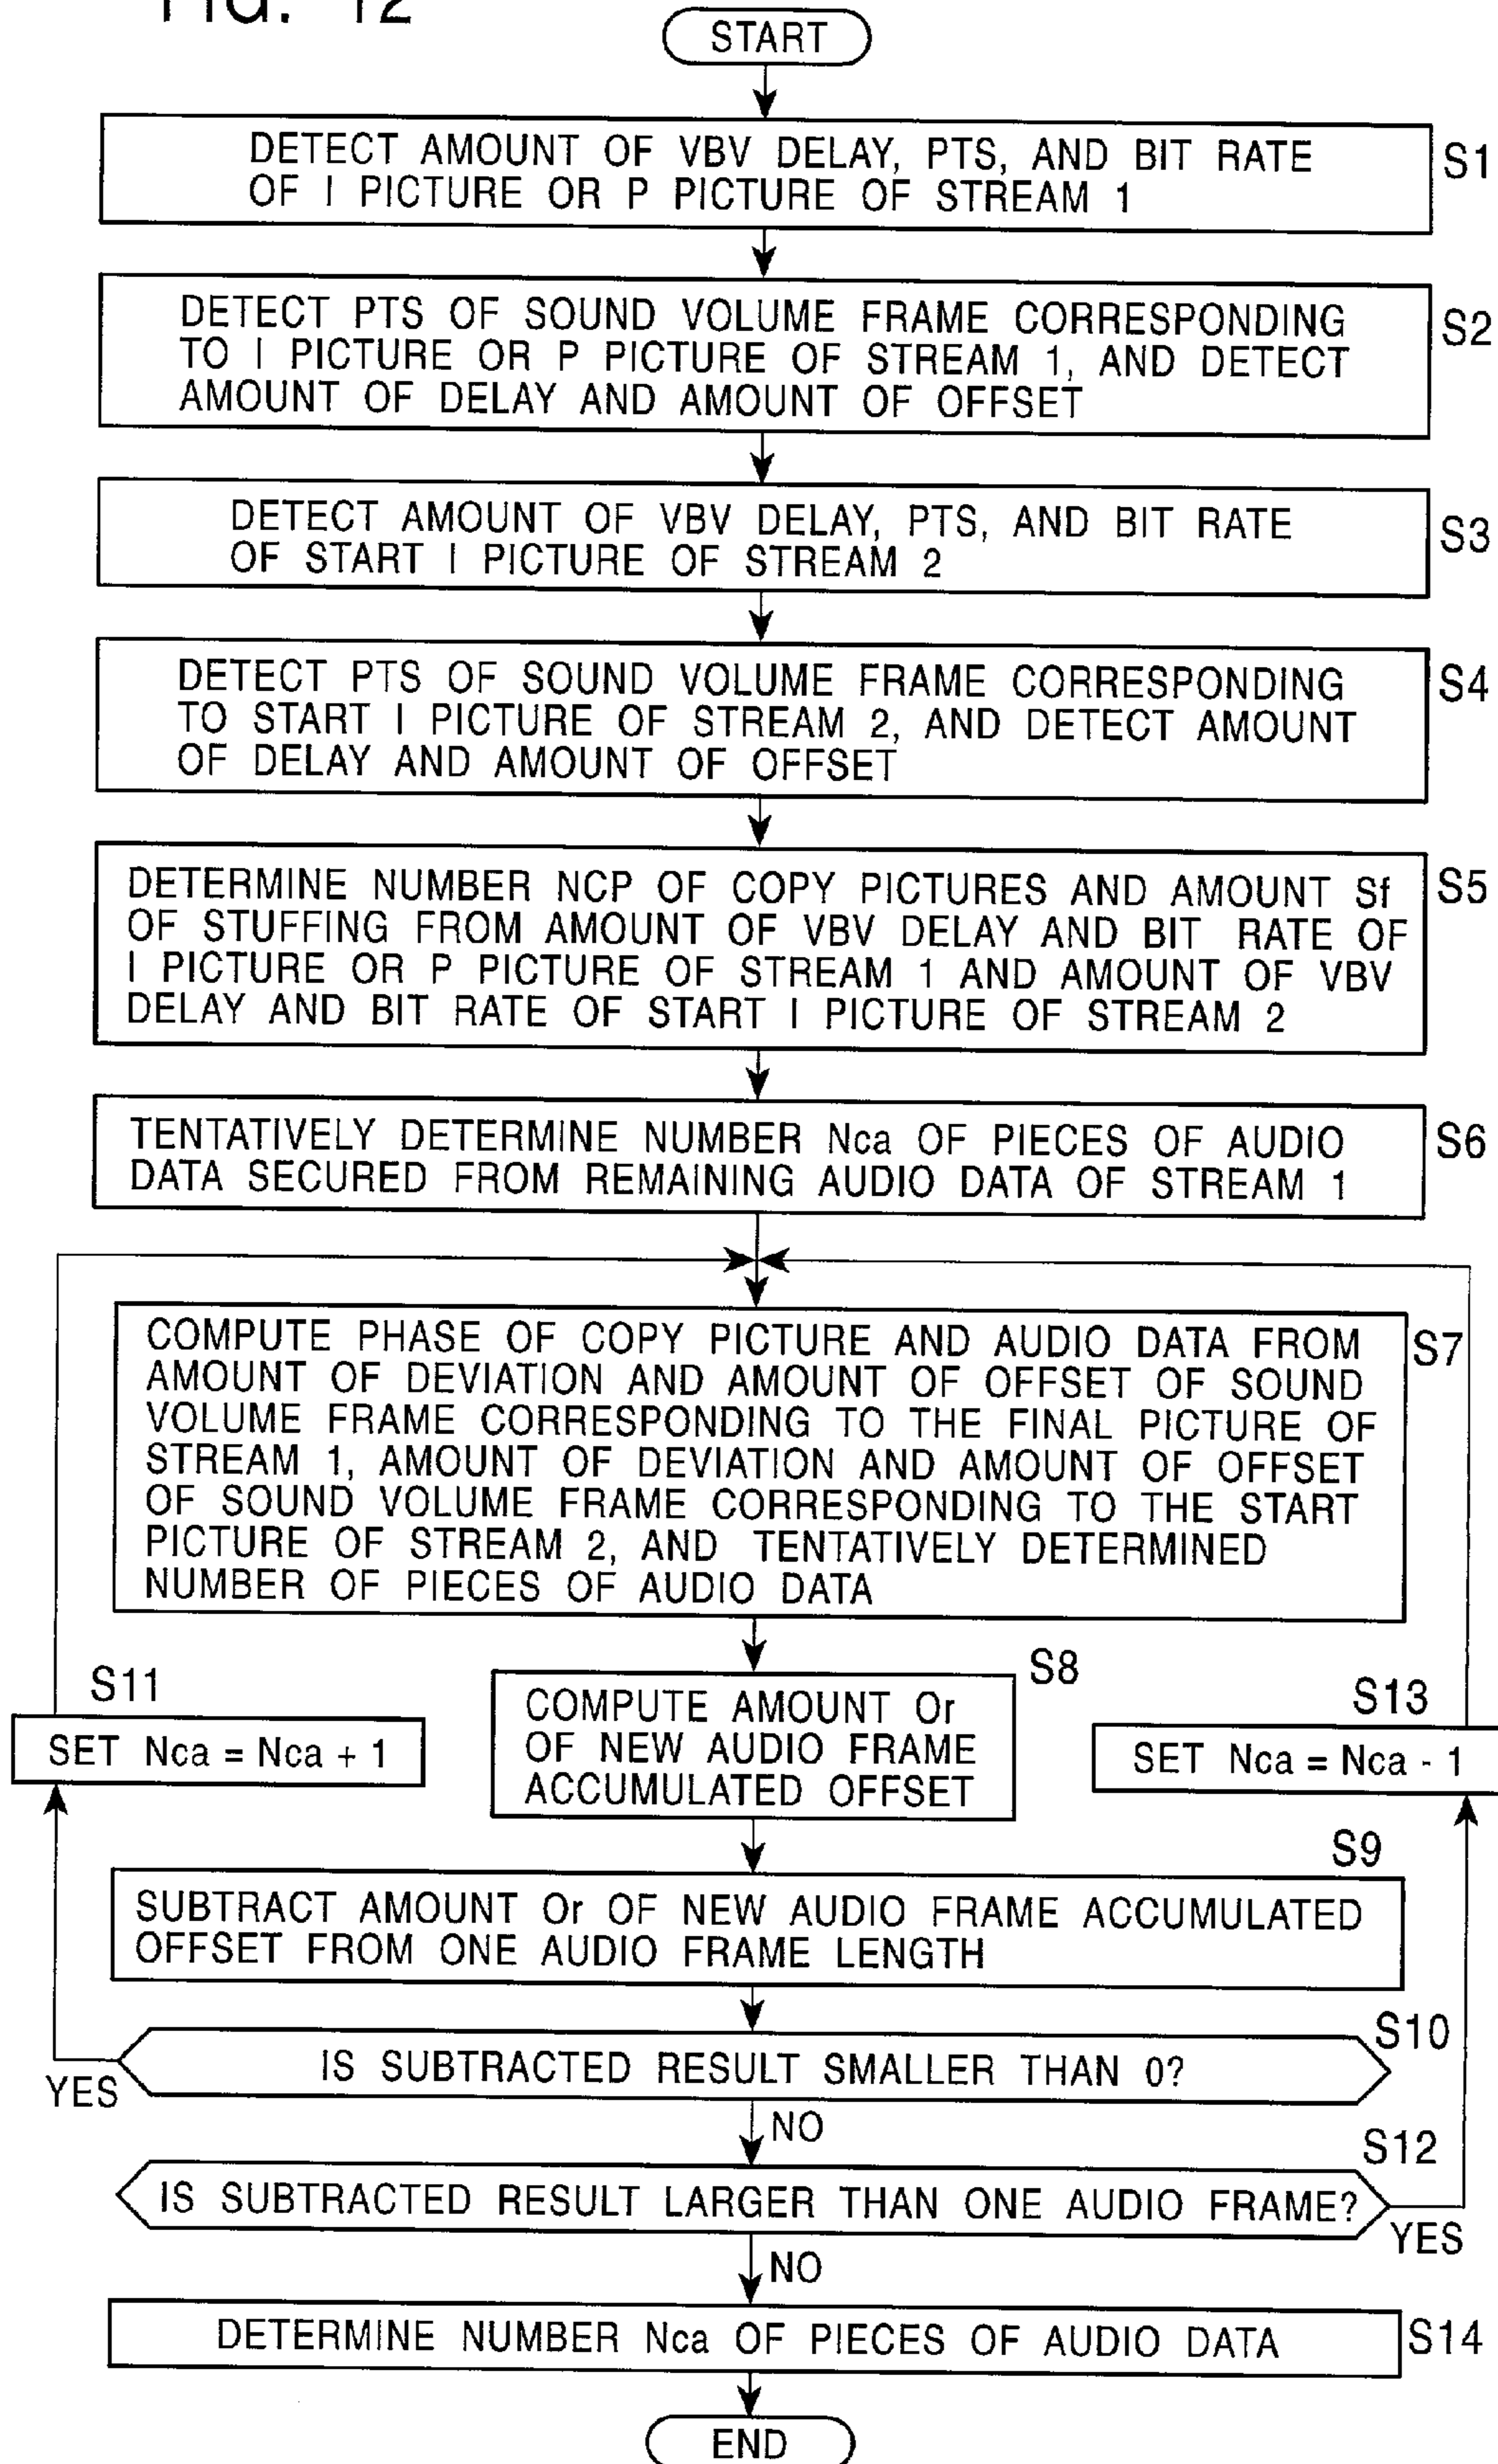 FIG. 12
START
DETECT AMOUNT OF VBV DELAY, PTS, AND BIT RATE
OF I PICTURE OR P PICTURE OF STREAM 1
S1
DETECT PTS OF SOUND VOLUME FRAME CORRESPONDING
TO I PICTURE OR P PICTURE OF STREAM 1, AND DETECT
AMOUNT OF DELAY AND AMOUNT OF OFFSET
S2
DETECT AMOUNT OF VBV DELAY, PTS, AND BIT RATE
OF START I PICTURE OF STREAM 2
S3
DETECT PTS OF SOUND VOLUME FRAME CORRESPONDING
TO START I PICTURE OF STREAM 2, AND DETECT AMOUNT
OF DELAY AND AMOUNT OF OFFSET
S4
DETERMINE NUMBER NCP OF COPY PICTURES AND AMOUNT Sf
OF STUFFING FROM AMOUNT OF VBV DELAY AND BIT RATE OF
I PICTURE OR P PICTURE OF STREAM 1 AND AMOUNT OF VBV
DELAY AND BIT RATE OF START I PICTURE OF STREAM 2
S5
TENTATIVELY DETERMINE NUMBER Nca OF PIECES OF AUDIO
DATA SECURED FROM REMAINING AUDIO DATA OF STREAM 1
S6
COMPUTE PHASE OF COPY PICTURE AND AUDIO DATA FROM
AMOUNT OF DEVIATION AND AMOUNT OF OFFSET OF SOUND
VOLUME FRAME CORRESPONDING TO THE FINAL PICTURE OF
STREAM 1, AMOUNT OF DEVIATION AND AMOUNT OF OFFSET
OF SOUND VOLUME FRAME CORRESPONDING TO THE START
PICTURE OF STREAM 2, AND TENTATIVELY DETERMINED
NUMBER OF PIECES OF AUDIO DATA
S7
S11
SET Nca = Nca + 1
S8
COMPUTE AMOUNT Or
OF NEW AUDIO FRAME
ACCUMULATED OFFSET
S13
SET Nca = Nca - 1
S9
SUBTRACT AMOUNT Or OF NEW AUDIO FRAME ACCUMULATED
OFFSET FROM ONE AUDIO FRAME LENGTH
S10
IS SUBTRACTED RESULT SMALLER THAN 0?
YES
NO
S12
IS SUBTRACTED RESULT LARGER THAN ONE AUDIO FRAME?
YES
NO
DETERMINE NUMBER Nca OF PIECES OF AUDIO DATA
S14
END